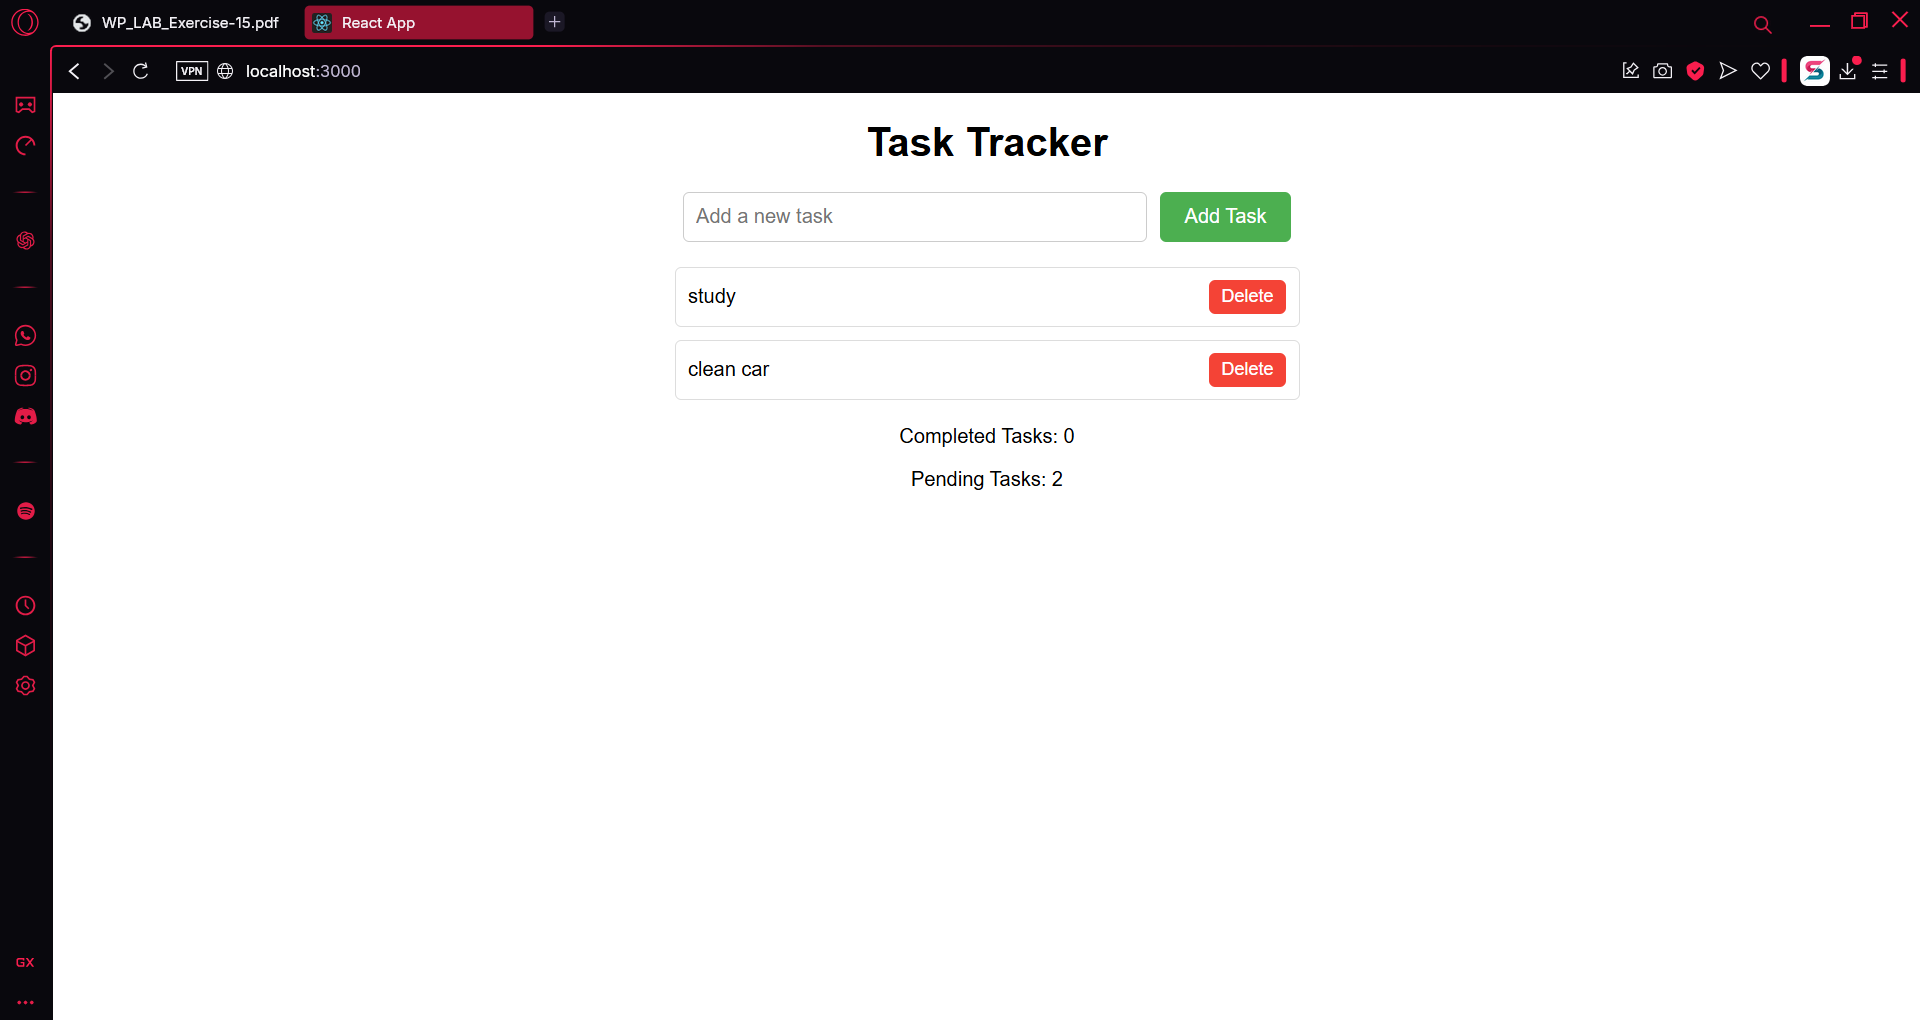 WP_LAB_Exercise-15.pdf
React App
VPN
localhost:3000
Task Tracker
Add a new task
Add Task
study
Delete
clean car
Delete
Completed Tasks: 0
Pending Tasks: 2
GX